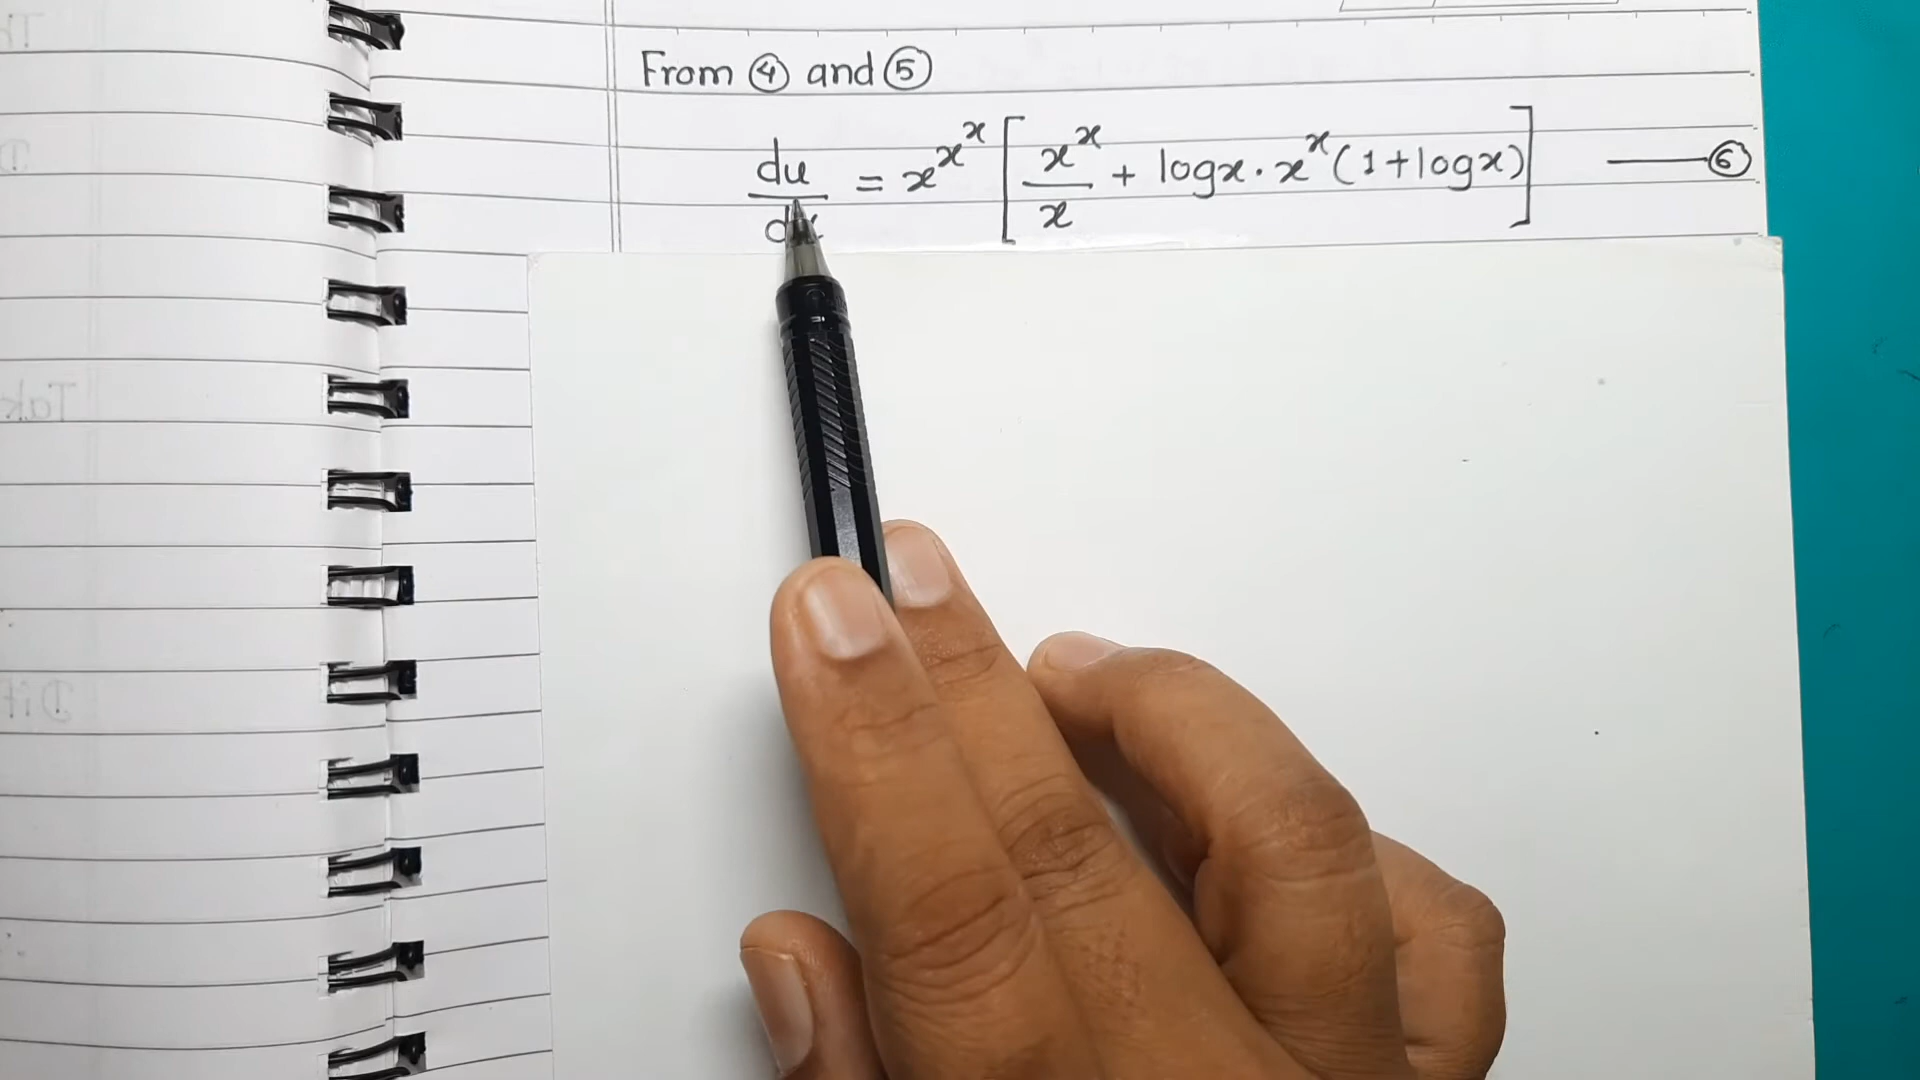 From ④ and ⑤
du/dx = x^x^x [ x^x/x + logx · x^x (1+logx) ] —— ⑥